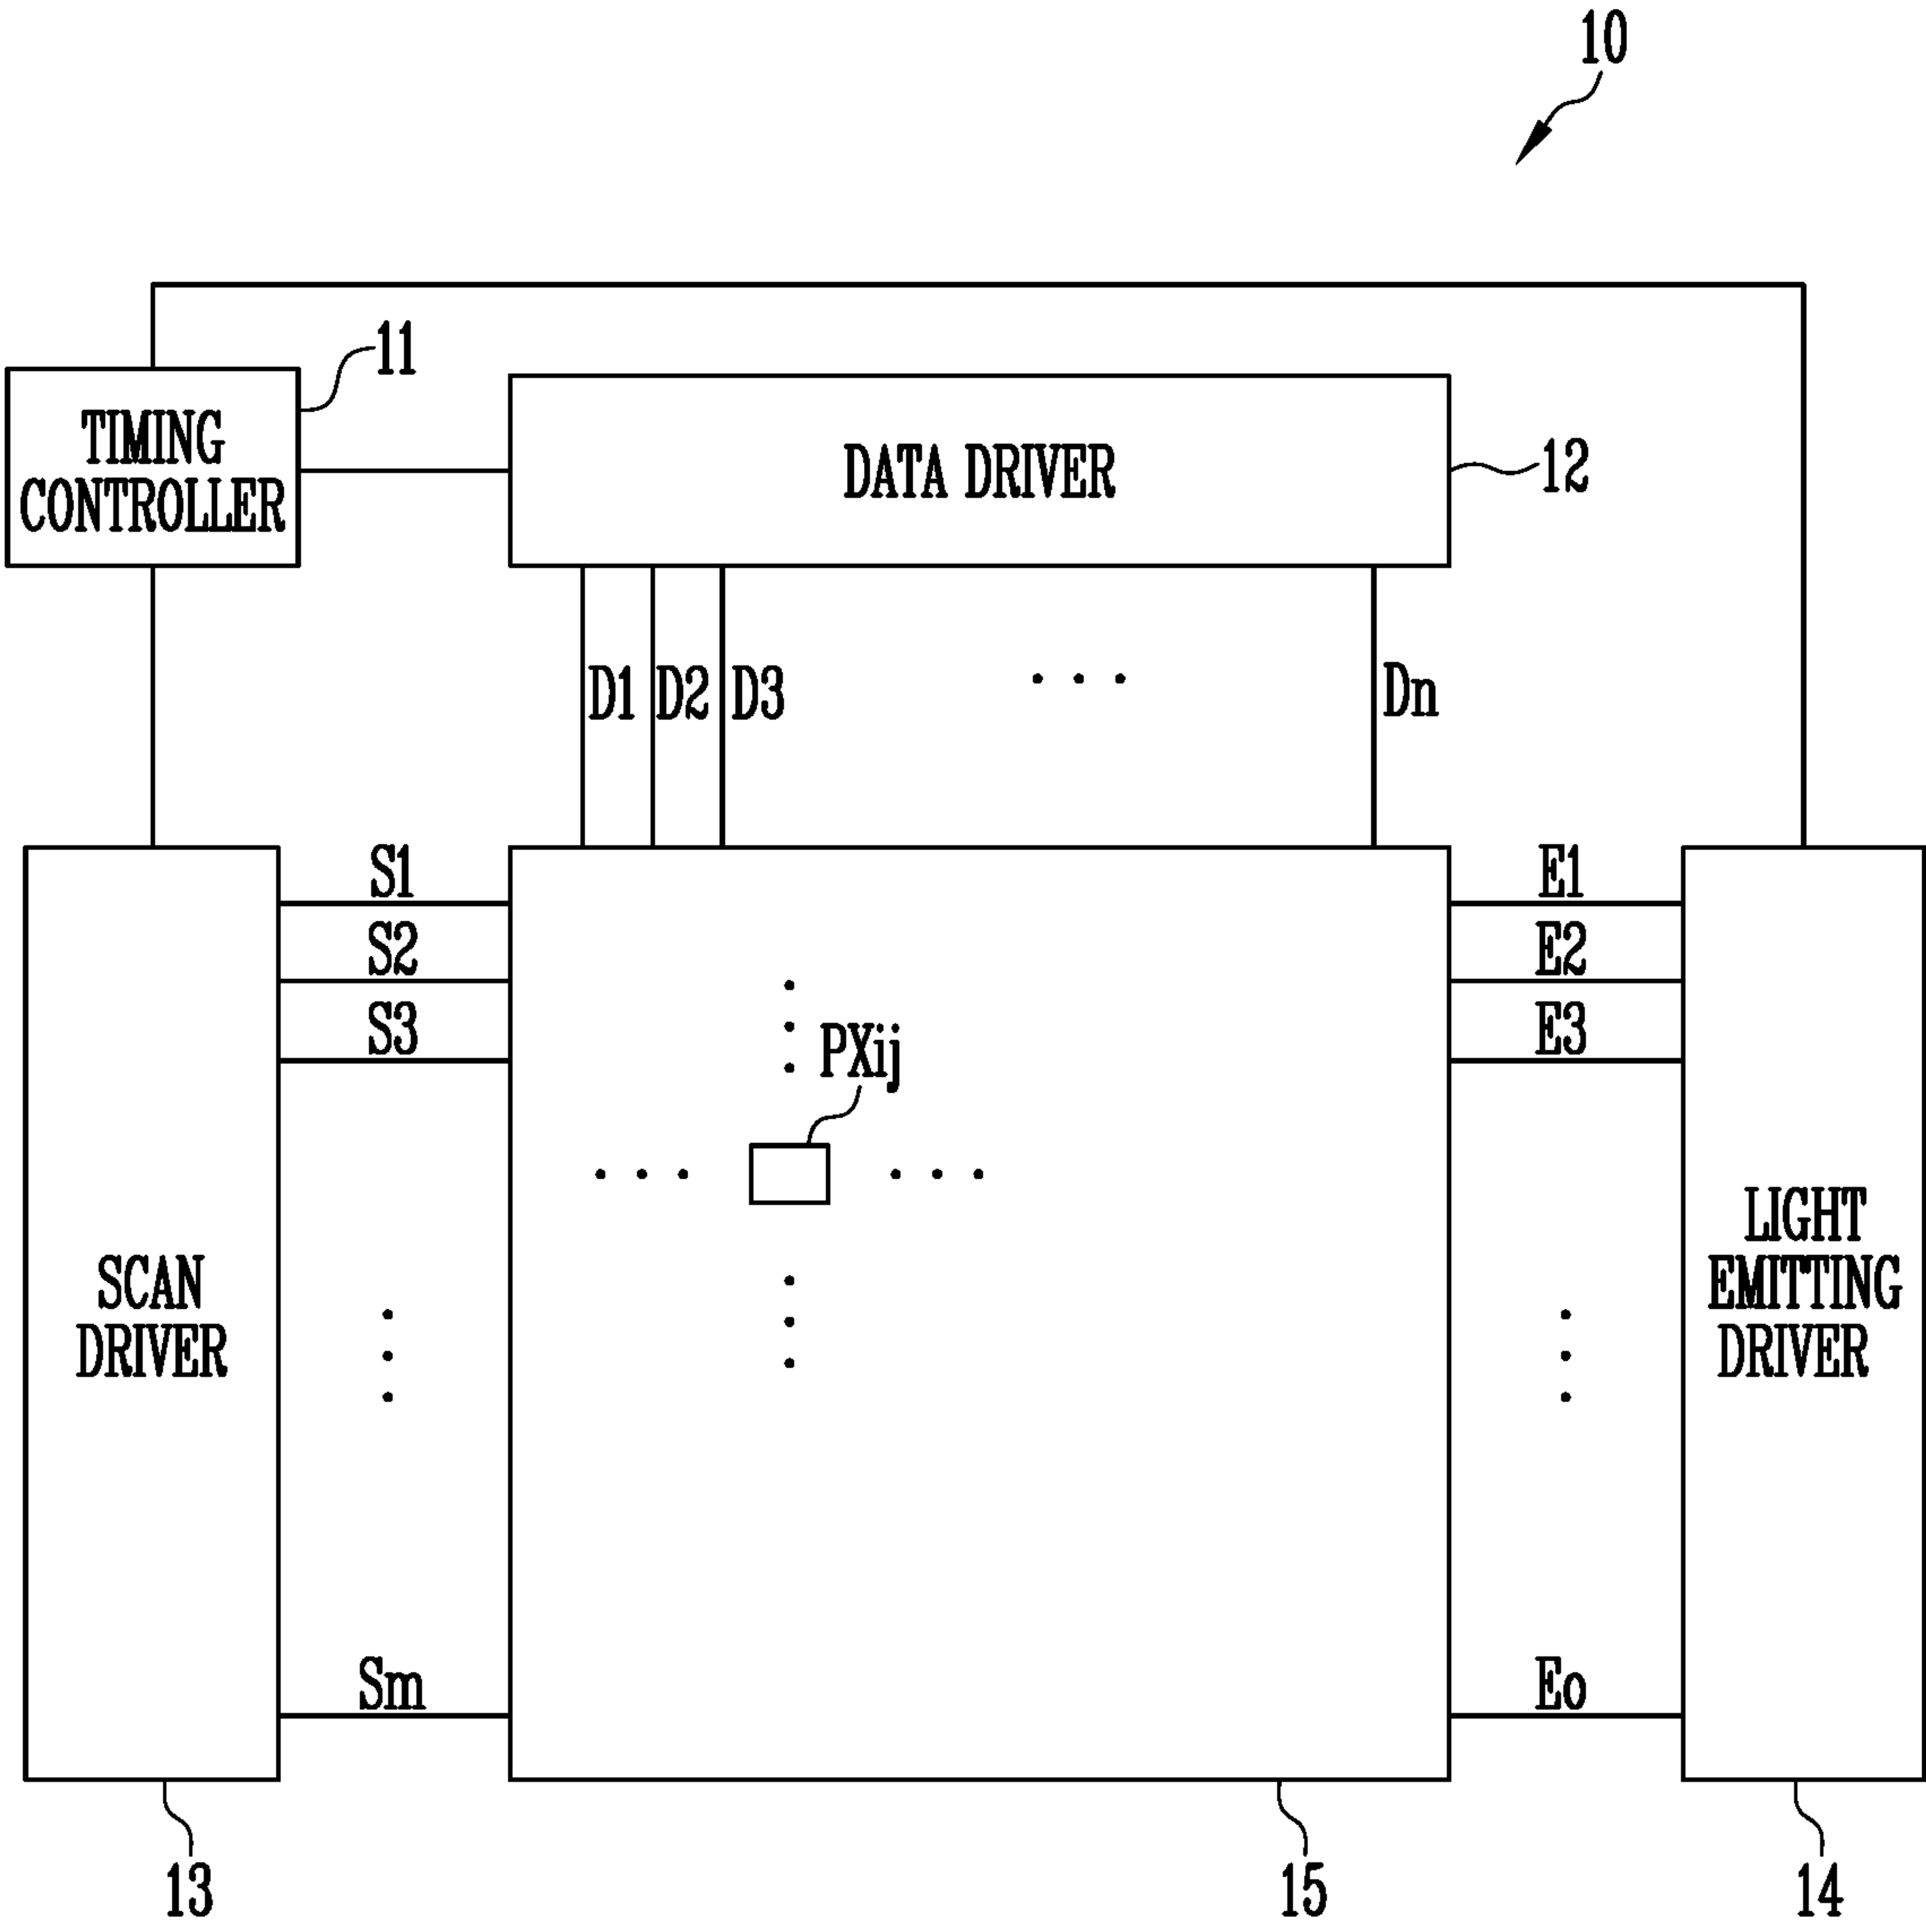 10
11
TIMING
CONTROLLER
DATA DRIVER
12
D1
D2
D3
Dn
S1
S2
S3
Sm
E1
E2
E3
Eo
PXij
SCAN
DRIVER
LIGHT
EMITTING
DRIVER
13
15
14